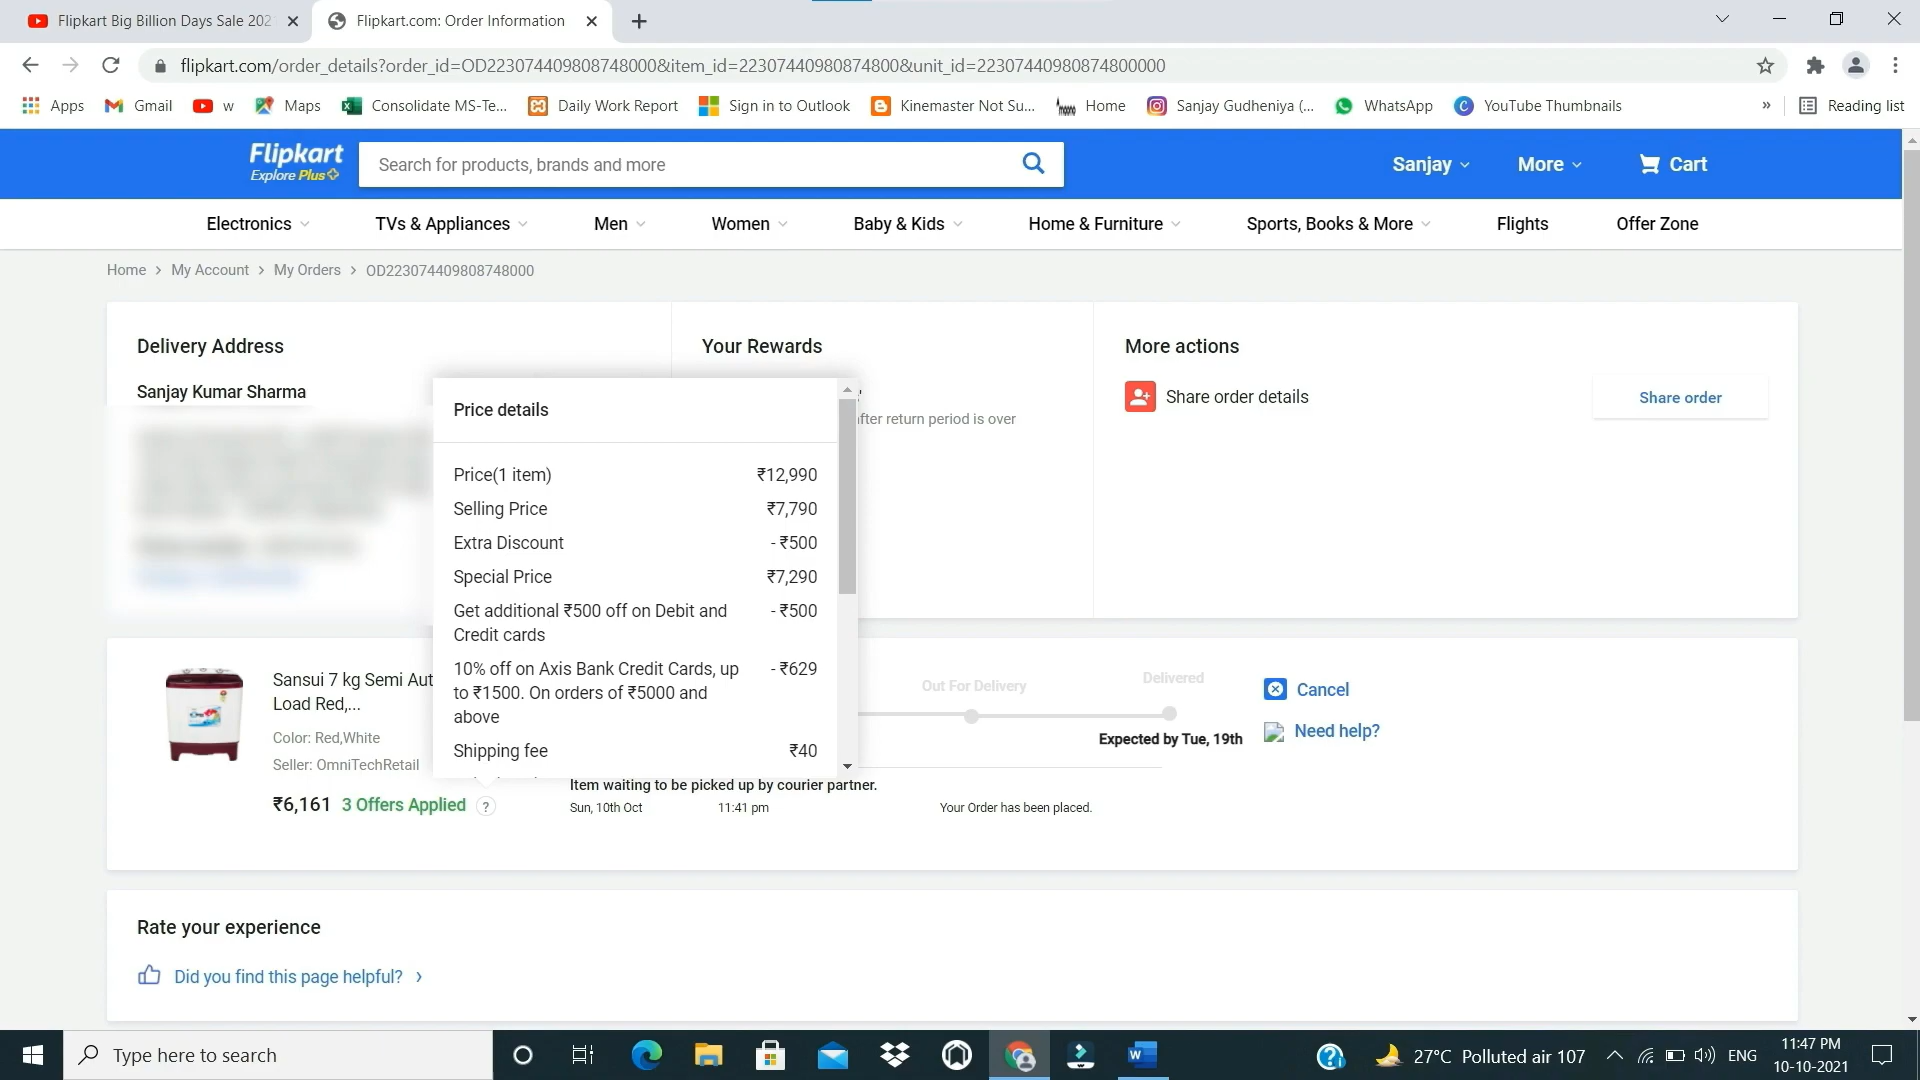 Flipkart Big Billion Days Sale 202
Flipkart.com: Order Information
flipkart.com/order_details?order_id=OD223074409808748000&item_id=22307440980874800&unit_id=22307440980874800000
Apps
Gmail
w
Maps
Consolidate MS-Te...
Daily Work Report
Sign in to Outlook
Kinemaster Not Su...
Home
Sanjay Gudheniya (...
WhatsApp
YouTube Thumbnails
»
Reading list
Flipkart
Explore Plus
Search for products, brands and more
Sanjay
More
Cart
Electronics
TVs & Appliances
Men
Women
Baby & Kids
Home & Furniture
Sports, Books & More
Flights
Offer Zone
Home > My Account > My Orders > OD223074409808748000
Delivery Address
Your Rewards
More actions
Sanjay Kumar Sharma
after return period is over
Share order details
Share order
Price details
Price(1 item) ₹12,990
Selling Price ₹7,790
Extra Discount - ₹500
Special Price ₹7,290
Get additional ₹500 off on Debit and - ₹500
Credit cards
10% off on Axis Bank Credit Cards, up - ₹629
to ₹1500. On orders of ₹5000 and
above
Shipping fee ₹40
Sansui 7 kg Semi Aut
Load Red,...
Color: Red,White
Seller: OmniTechRetail
₹6,161 3 Offers Applied ?
Out For Delivery
Delivered
Expected by Tue, 19th
Item waiting to be picked up by courier partner.
Sun, 10th Oct 11:41 pm Your Order has been placed.
Cancel
Need help?
Rate your experience
Did you find this page helpful? >
Type here to search
27°C Polluted air 107
ENG
11:47 PM
10-10-2021